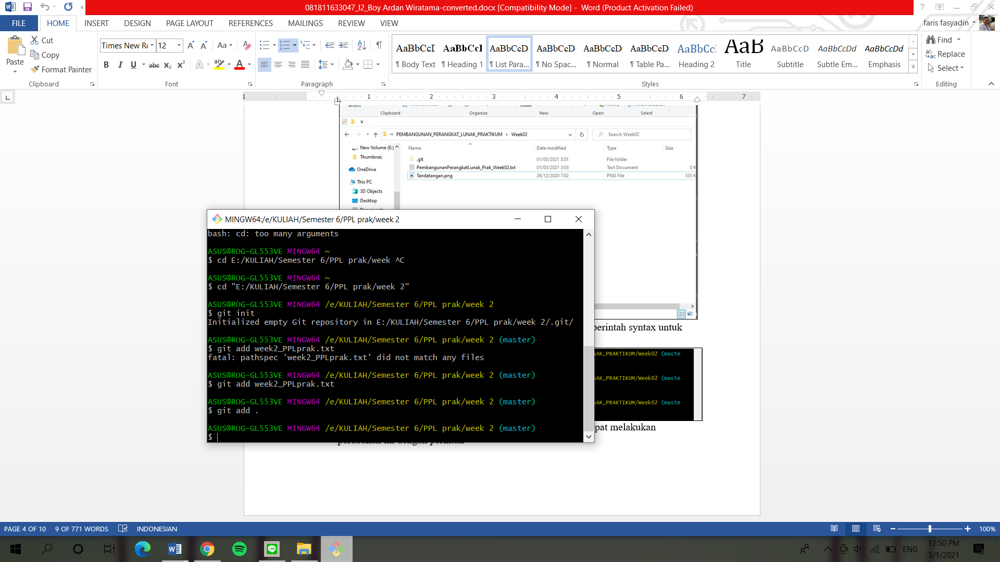 081811633047_I2_Boy Ardan Wiratama-converted.docx [Compatibility Mode] - Word (Product Activation Failed)
FILE HOME INSERT DESIGN PAGE LAYOUT REFERENCES MAILINGS REVIEW VIEW faris fasyadin
Paste
Cut
Copy
Format Painter
Clipboard
Times New Rc 12
Font
Paragraph
AaBbCcI AaBbCcI AaBbCcD AaBbCcD AaBbCcD AaBbCcD AaBbCcI AaB AaBbCcD AaBbCcDd AaBbCcDd
¶ Body Text ¶ Heading 1 ¶ List Para... ¶ No Spac... ¶ Normal ¶ Table Pa... Heading 2 Title Subtitle Subtle Em... Emphasis
Styles
Find
Replace
Select
Editing
1 1 2 3 4 5 6 7
Clipboard Organize New Open Select
PEMBANGUNAN_PERANGKAT_LUNAK_PRAKTIKUM > Week02 Search Week02
New Volume (E:)
Thumbnai;
OneDrive
This PC
3D Objects
Desktop
Name Date modified Type Size
.git 01/03/2021 3:01 File folder
PembangunanPerangkatLunak_Prak_Week02.txt 01/03/2021 3:03 Text Document 0 K
Tandatangan.png 26/12/2020 7:02 PNG File 335 K
MINGW64:/e/KULIAH/Semester 6/PPL prak/week 2
bash: cd: too many arguments
ASUS@ROG-GL553VE MINGW64 ~
$ cd E:/KULIAH/Semester 6/PPL prak/week ^C
ASUS@ROG-GL553VE MINGW64 ~
$ cd "E:/KULIAH/Semester 6/PPL prak/week 2"
ASUS@ROG-GL553VE MINGW64 /e/KULIAH/Semester 6/PPL prak/week 2
$ git init
Initialized empty Git repository in E:/KULIAH/Semester 6/PPL prak/week 2/.git/
ASUS@ROG-GL553VE MINGW64 /e/KULIAH/Semester 6/PPL prak/week 2 (master)
$ git add week2_PPLprak.txt
fatal: pathspec 'week2_PPLprak.txt' did not match any files
ASUS@ROG-GL553VE MINGW64 /e/KULIAH/Semester 6/PPL prak/week 2 (master)
$ git add week2_PPLprak.txt
ASUS@ROG-GL553VE MINGW64 /e/KULIAH/Semester 6/PPL prak/week 2 (master)
$ git add .
ASUS@ROG-GL553VE MINGW64 /e/KULIAH/Semester 6/PPL prak/week 2 (master)
$
perintah syntax untuk
NAK_PRAKTIKUM/Week02 (maste
NAK_PRAKTIKUM/Week02 (maste
NAK_PRAKTIKUM/Week02 (maste
pat melakukan
PAGE 4 OF 10 9 OF 771 WORDS INDONESIAN 100%
ENG
12:50 PM
3/1/2021